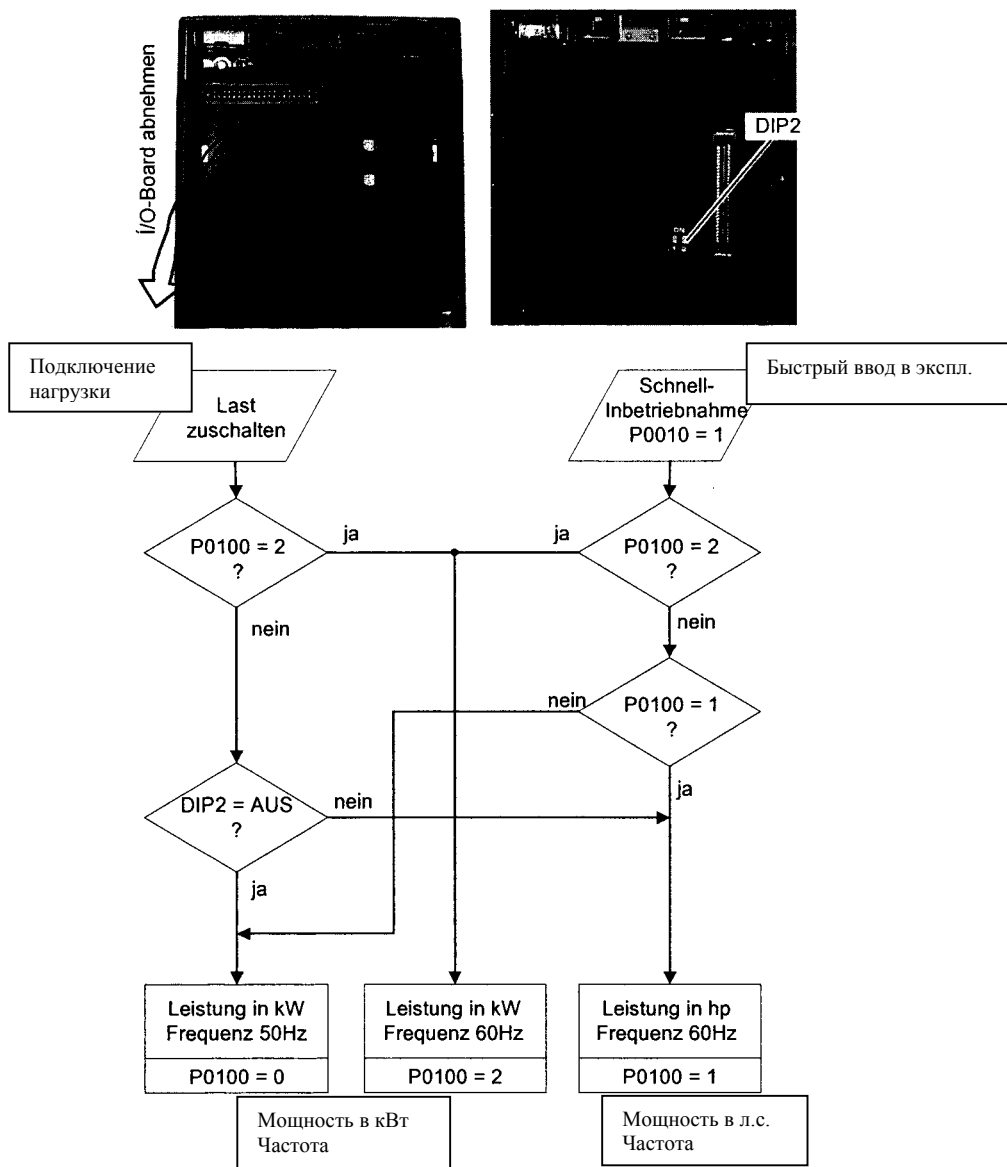 Í/O-Board abnehmen
DIP2
Подключение
нагрузки
Last
zuschalten
Schnell-
Inbetriebnahme
P0010 = 1
Быстрый ввод в экспл.
P0100 = 2
?
ja
ja
P0100 = 2
?
nein
nein
nein
P0100 = 1
?
DIP2 = AUS
?
nein
ja
ja
Leistung in kW
Frequenz 50Hz
P0100 = 0
Leistung in kW
Frequenz 60Hz
P0100 = 2
Leistung in hp
Frequenz 60Hz
P0100 = 1
Мощность в кВт
Частота
Мощность в л.с.
Частота